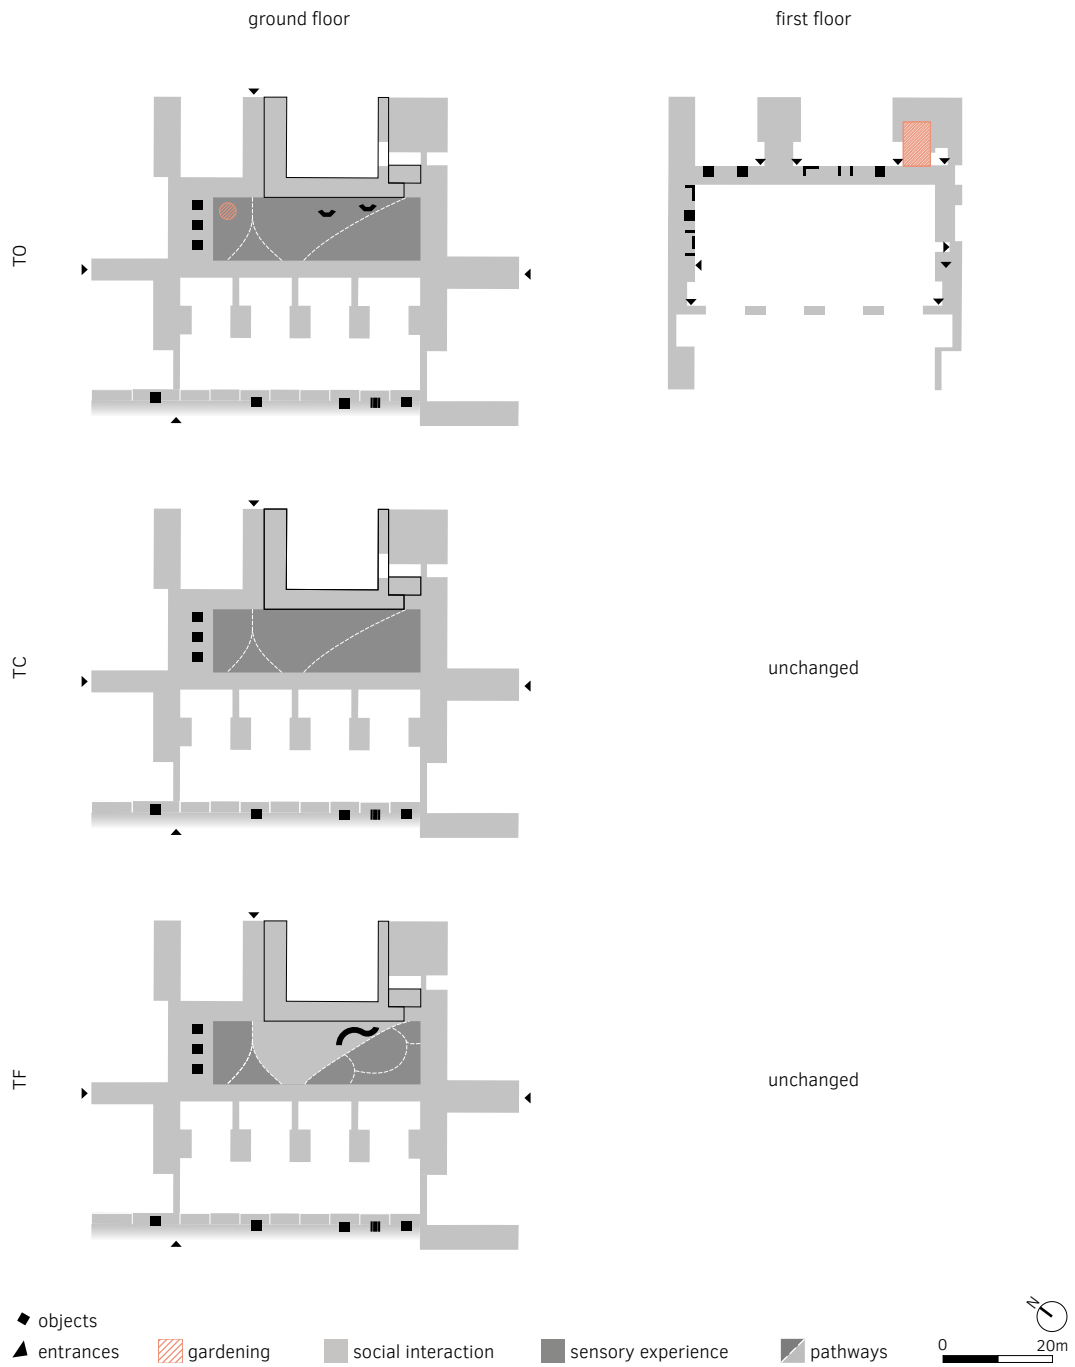 ground floor
first floor
TO
TC
unchanged
TF
unchanged
objects
N
entrances
gardening
social interaction
sensory experience
pathways
0
20m